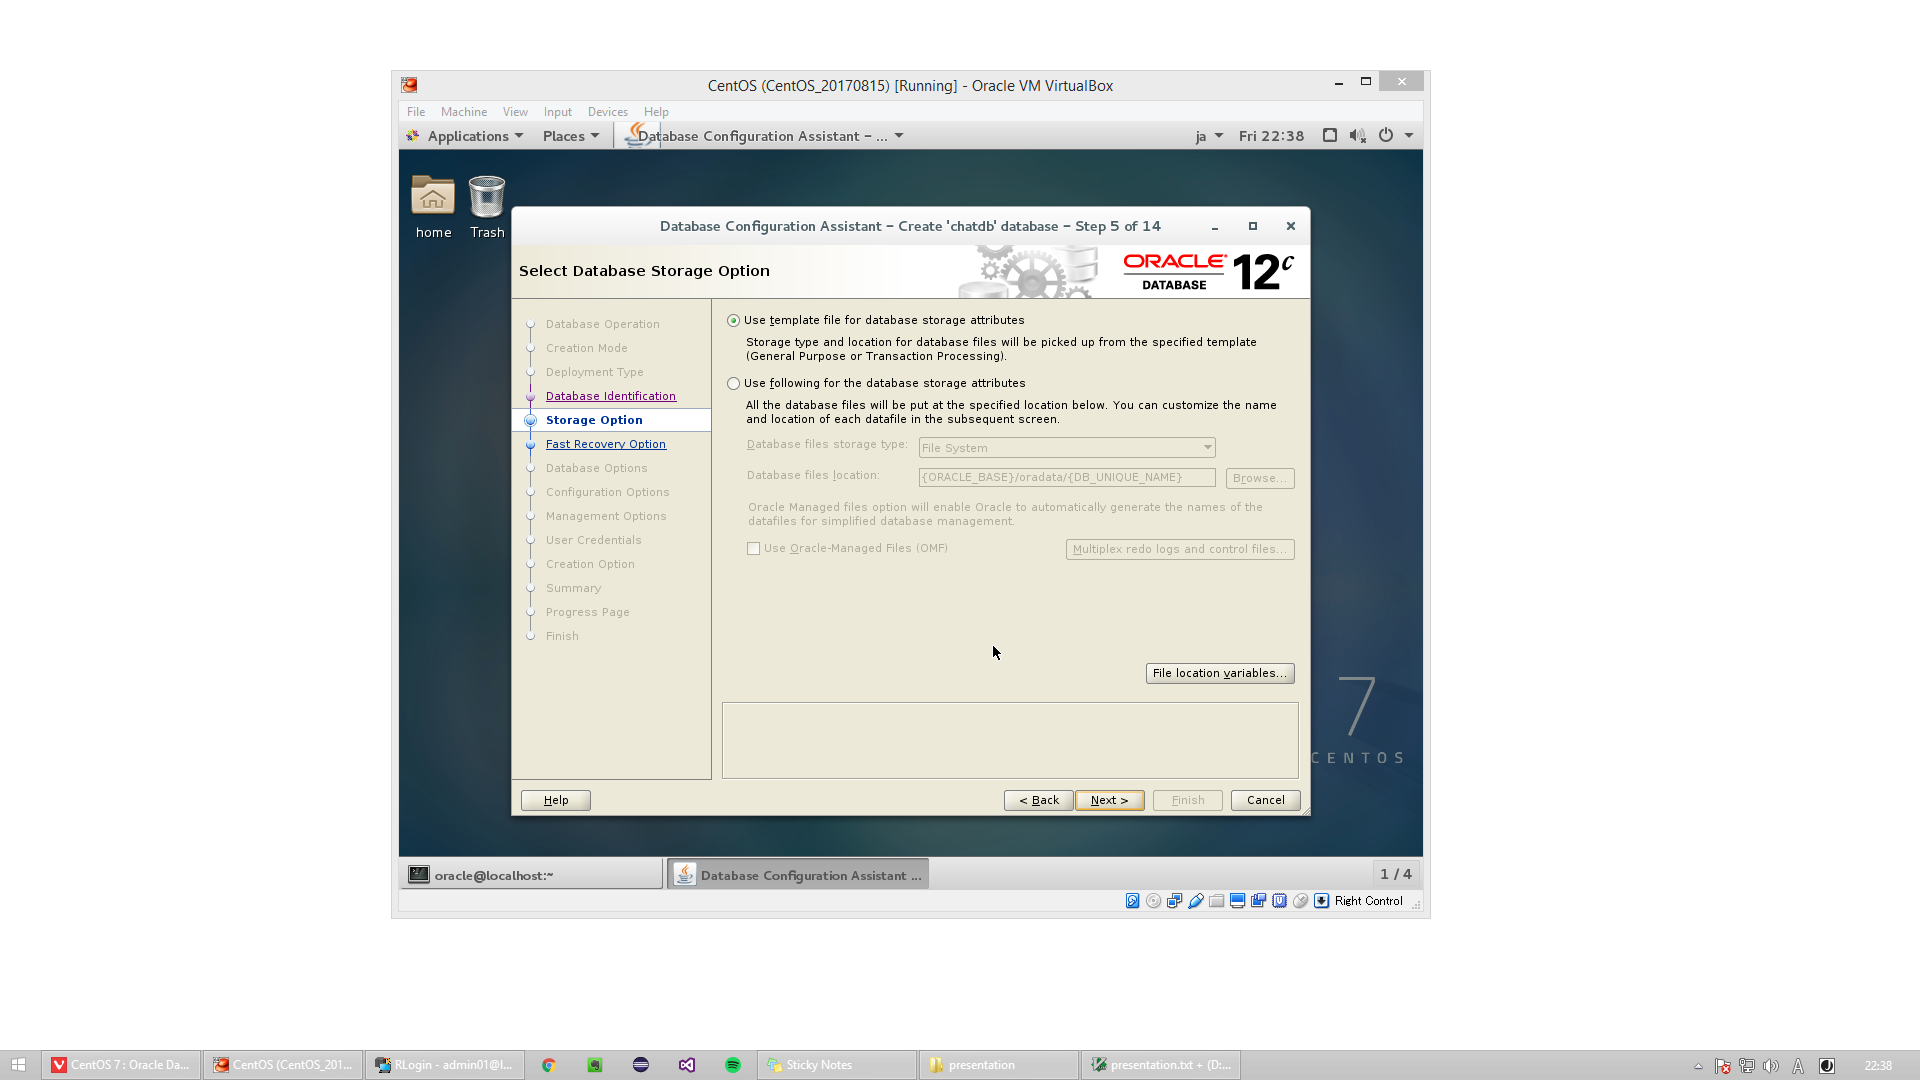 CentOS (CentOS_20170815) [Running] - Oracle VM VirtualBox
File Machine View Input Devices Help
Applications Places Database Configuration Assistant – ... ja Fri 22:38
home Trash
Database Configuration Assistant – Create 'chatdb' database – Step 5 of 14
Select Database Storage Option
ORACLE DATABASE 12c
Database Operation
Creation Mode
Deployment Type
Database Identification
Storage Option
Fast Recovery Option
Database Options
Configuration Options
Management Options
User Credentials
Creation Option
Summary
Progress Page
Finish
Use template file for database storage attributes
Storage type and location for database files will be picked up from the specified template
(General Purpose or Transaction Processing).
Use following for the database storage attributes
All the database files will be put at the specified location below. You can customize the name
and location of each datafile in the subsequent screen.
Database files storage type: File System
Database files location: {ORACLE_BASE}/oradata/{DB_UNIQUE_NAME} Browse...
Oracle Managed files option will enable Oracle to automatically generate the names of the
datafiles for simplified database management.
Use Oracle-Managed Files (OMF) Multiplex redo logs and control files...
File location variables...
7
CENTOS
Help < Back Next > Finish Cancel
oracle@localhost:~ Database Configuration Assistant ... 1 / 4
Right Control
CentOS 7 : Oracle Da... CentOS (CentOS_201... RLogin - admin01@l... Sticky Notes presentation presentation.txt + (D:... A 22:38